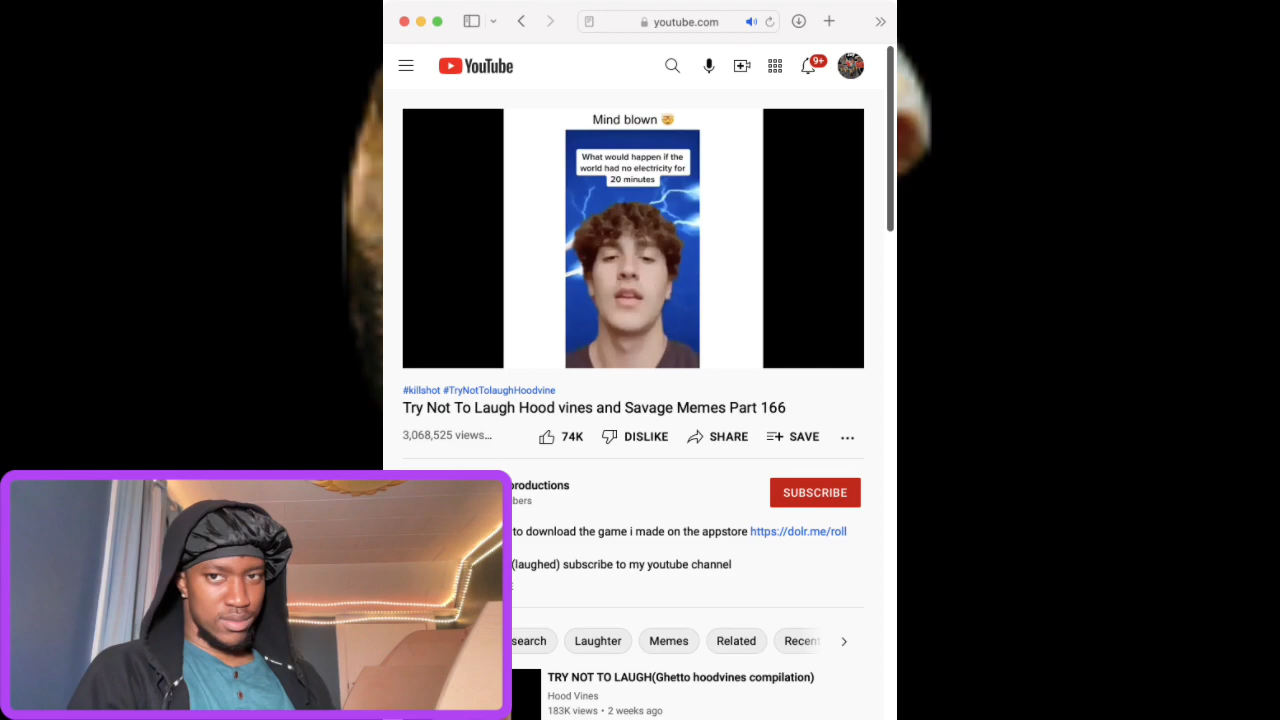 youtube.com
YouTube
9+
Mind blown 🤯
What would happen if the
world had no electricity for
20 minutes
#killshot #TryNotTolaughHoodvine
Try Not To Laugh Hood vines and Savage Memes Part 166
3,068,525 views...
74K
DISLIKE
SHARE
SAVE
productions
SUBSCRIBE
to download the game i made on the appstore https://dolr.me/roll
(laughed) subscribe to my youtube channel
Laughter
Memes
Related
Recent
TRY NOT TO LAUGH(Ghetto hoodvines compilation)
Hood Vines
183K views • 2 weeks ago